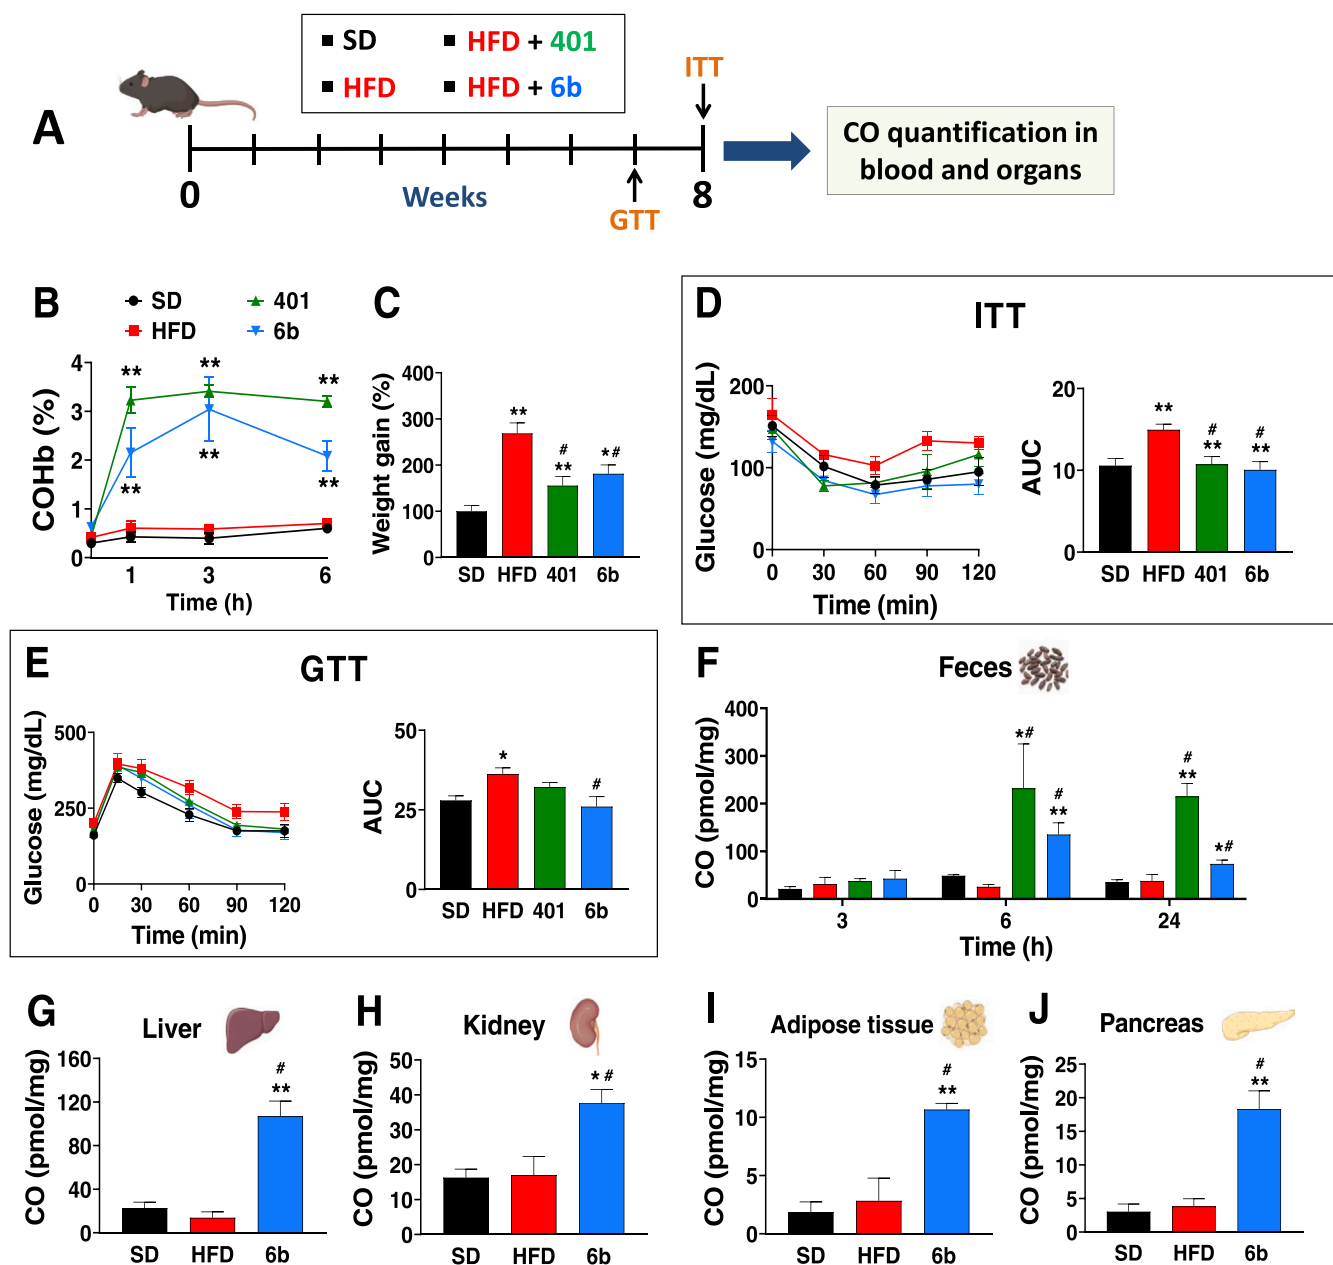 A
SD
HFD + 401
HFD
HFD + 6b
ITT
0
Weeks
8
GTT
CO quantification in
blood and organs
B
SD
401
HFD
6b
COHb (%)
4
3
2
1
0
**
**
**
**
**
**
1
3
6
Time (h)
C
Weight gain (%)
400
300
200
100
0
**
#
**
*#
SD
HFD
401
6b
D
ITT
Glucose (mg/dL)
200
100
0
0
30
60
90
120
Time (min)
AUC
20
10
0
**
#
**
#
**
SD
HFD
401
6b
E
GTT
Glucose (mg/dL)
500
250
0
0
30
60
90
120
Time (min)
AUC
50
25
0
*
#
SD
HFD
401
6b
F
Feces
CO (pmol/mg)
400
300
200
100
0
*#
#
**
#
**
*#
3
6
24
Time (h)
G
Liver
CO (pmol/mg)
160
120
80
40
0
#
**
SD
HFD
6b
H
Kidney
CO (pmol/mg)
50
40
30
20
10
0
*#
SD
HFD
6b
I
Adipose tissue
CO (pmol/mg)
15
10
5
0
#
**
SD
HFD
6b
J
Pancreas
CO (pmol/mg)
25
20
15
10
5
0
#
**
SD
HFD
6b